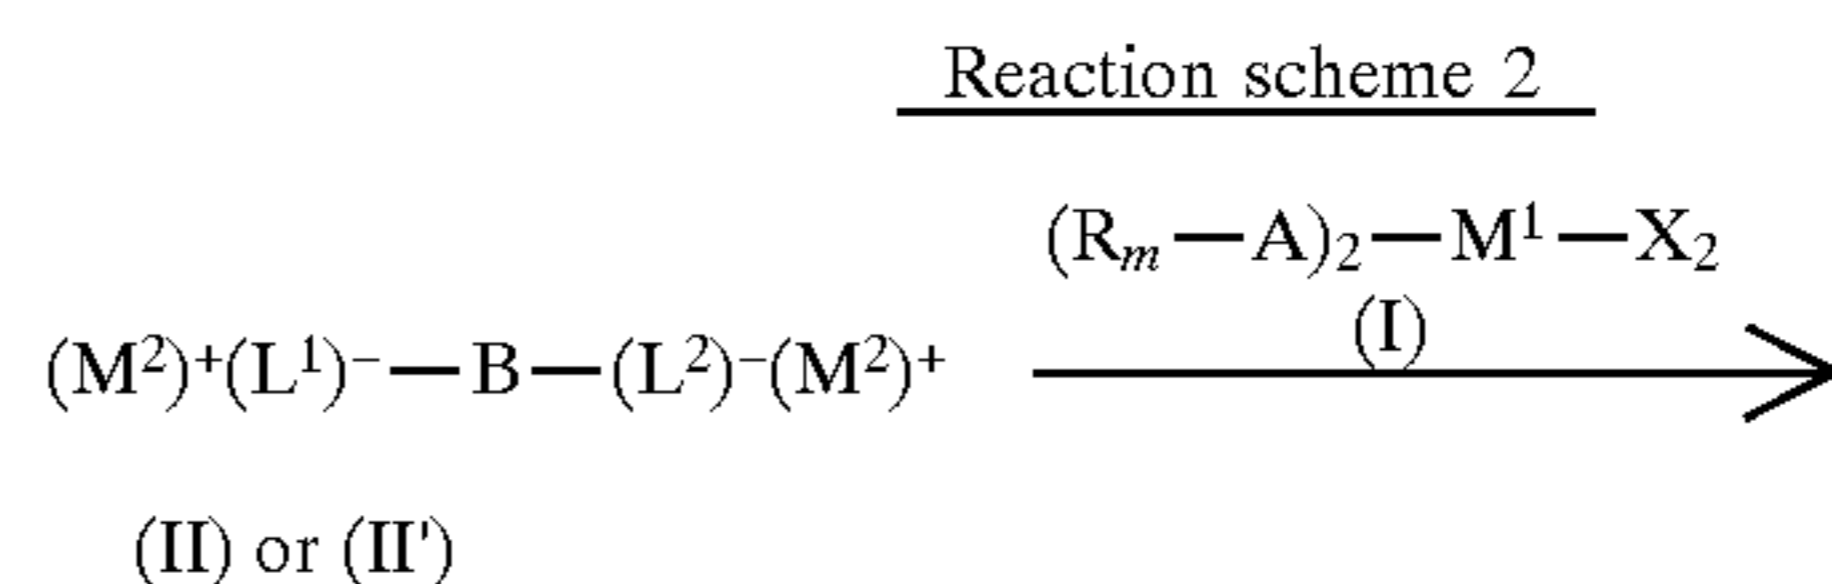 Reaction scheme 2
(Rₘ—A)₂—M¹—X₂
(I)
(M²)⁺(L¹)⁻—B—(L²)⁻(M²)⁺
(II) or (II')